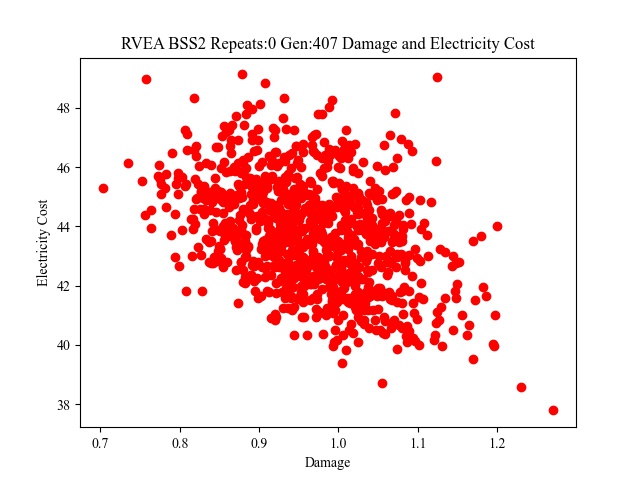 RVEA BSS2 Repeats:0 Gen:407 Damage and Electricity Cost
48
46
44
42
40
38
Electricity Cost
0.7 0.8 0.9 1.0 1.1 1.2
Damage